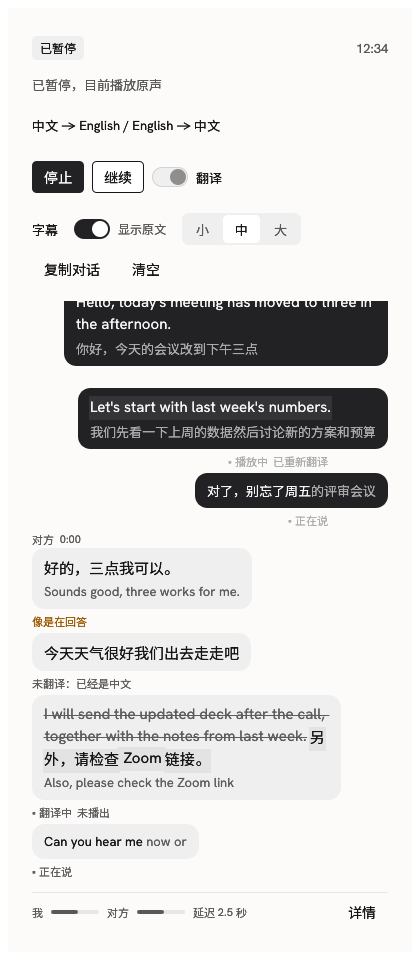 已暂停
12:34
已暂停，目前播放原声
中文 → English / English → 中文
停止
继续
翻译
字幕
显示原文
小
中
大
复制对话
清空
Hello, today's meeting has moved to three in
the afternoon.
你好，今天的会议改到下午三点
Let's start with last week's numbers.
我们先看一下上周的数据然后讨论新的方案和预算
• 播放中 已重新翻译
对了，别忘了周五的评审会议
• 正在说
对方 0:00
好的，三点我可以。
Sounds good, three works for me.
像是在回答
今天天气很好我们出去走走吧
未翻译：已经是中文
I will send the updated deck after the call,
together with the notes from last week. 另
外，请检查 Zoom 链接。
Also, please check the Zoom link
• 翻译中 未播出
Can you hear me now or
• 正在说
我
对方
延迟 2.5 秒
详情